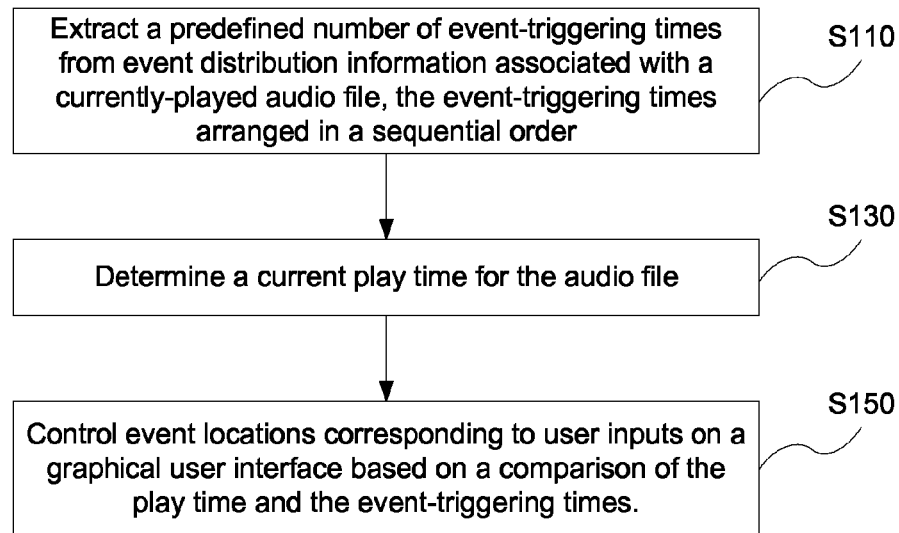 Extract a predefined number of event-triggering times
from event distribution information associated with a
currently-played audio file, the event-triggering times
arranged in a sequential order
S110
Determine a current play time for the audio file
S130
Control event locations corresponding to user inputs on a
graphical user interface based on a comparison of the
play time and the event-triggering times.
S150